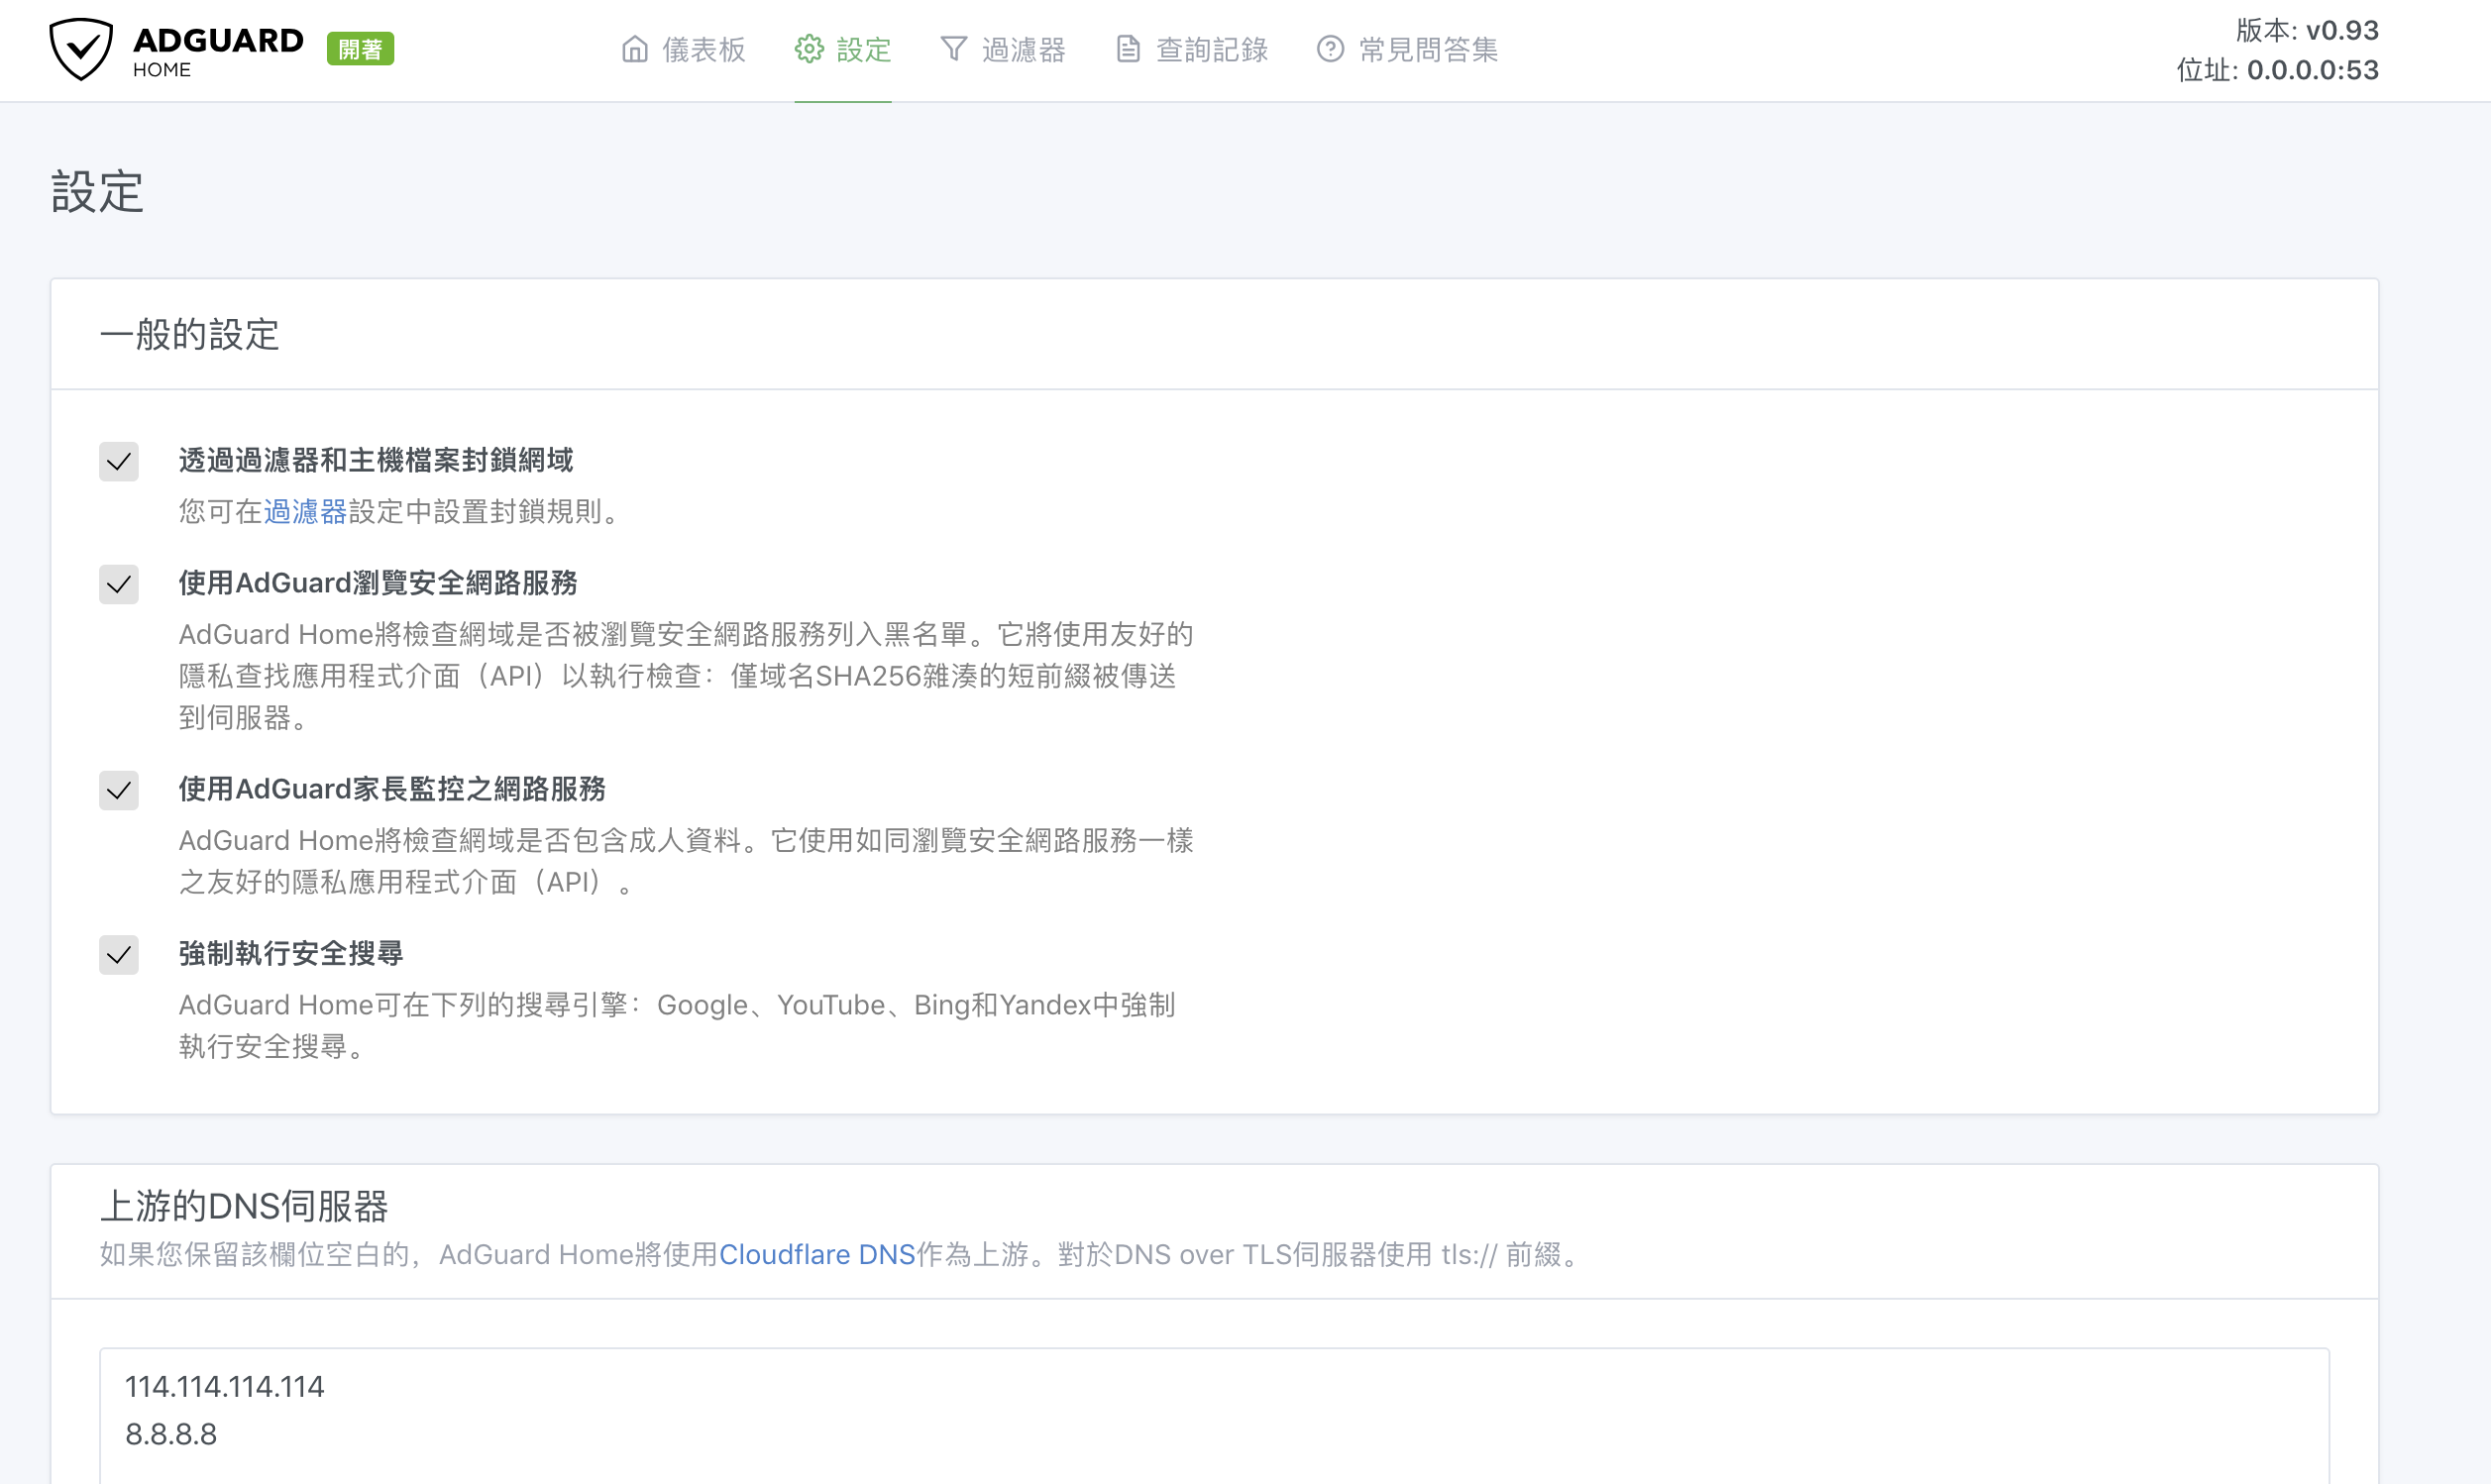 ADGUARD
HOME
開著
儀表板
設定
過濾器
查詢記錄
常見問答集
版本: v0.93
位址: 0.0.0.0:53
設定
一般的設定
透過過濾器和主機檔案封鎖網域
您可在過濾器設定中設置封鎖規則。
使用AdGuard瀏覽安全網路服務
AdGuard Home將檢查網域是否被瀏覽安全網路服務列入黑名單。它將使用友好的
隱私查找應用程式介面（API）以執行檢查：僅域名SHA256雜湊的短前綴被傳送
到伺服器。
使用AdGuard家長監控之網路服務
AdGuard Home將檢查網域是否包含成人資料。它使用如同瀏覽安全網路服務一樣
之友好的隱私應用程式介面（API）。
強制執行安全搜尋
AdGuard Home可在下列的搜尋引擎：Google、YouTube、Bing和Yandex中強制
執行安全搜尋。
上游的DNS伺服器
如果您保留該欄位空白的，AdGuard Home將使用Cloudflare DNS作為上游。對於DNS over TLS伺服器使用 tls:// 前綴。
114.114.114.114
8.8.8.8